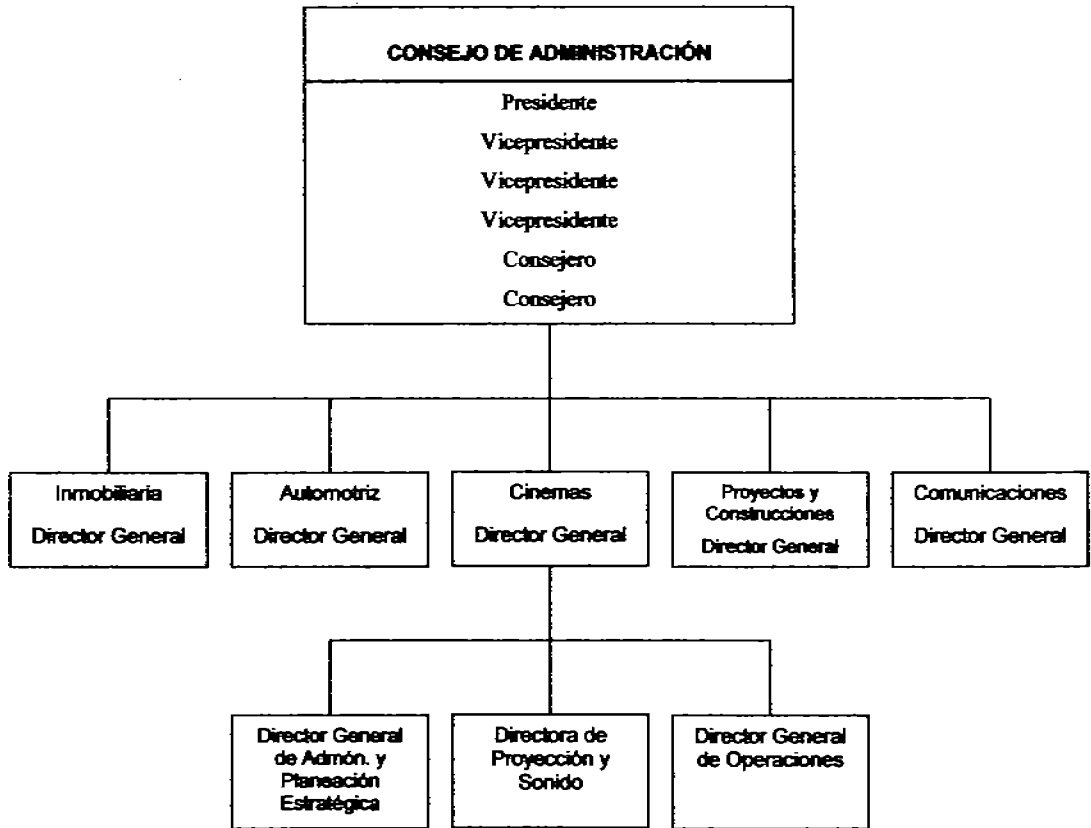 CONSEJO DE ADMINISTRACIÓN
Presidente
Vicepresidente
Vicepresidente
Vicepresidente
Consejero
Consejero
Inmobiliaria
Director General
Automotriz
Director General
Cinemas
Director General
Proyectos y
Construcciones
Director General
Comunicaciones
Director General
Director General
de Admón. y
Planeación
Estratégica
Directora de
Proyección y
Sonido
Director General
de Operaciones